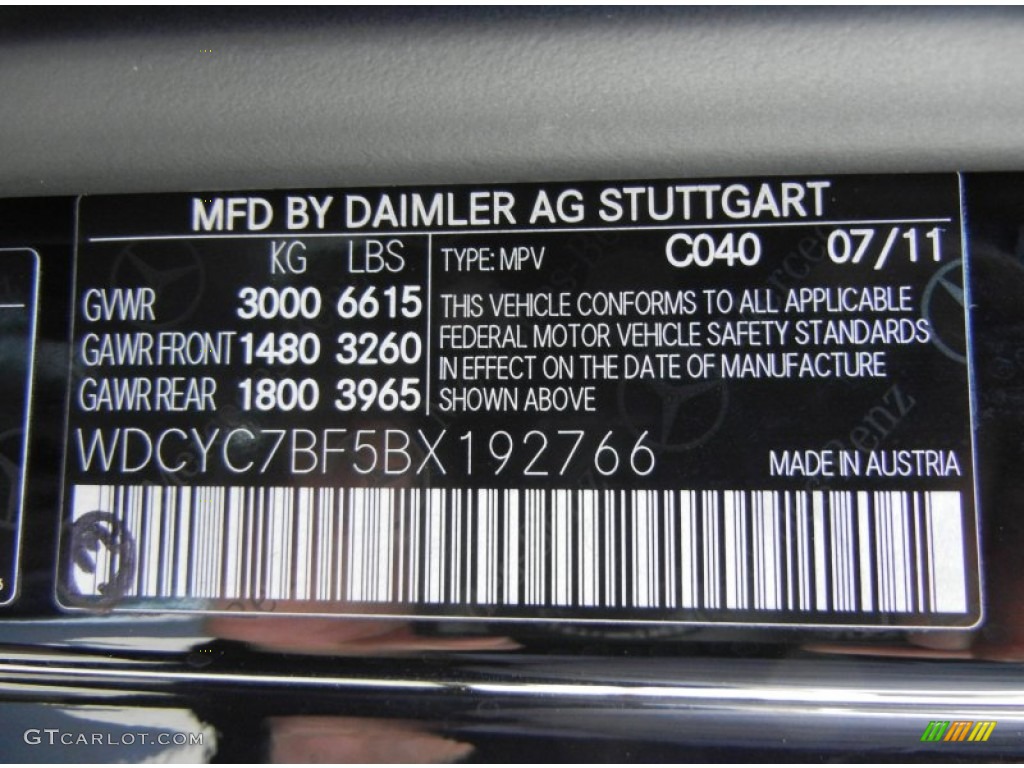 MFD BY DAIMLER AG STUTTGART
KG LBS
GVWR 3000 6615
GAWR FRONT 1480 3260
GAWR REAR 1800 3965
TYPE: MPV C040 07/11
THIS VEHICLE CONFORMS TO ALL APPLICABLE
FEDERAL MOTOR VEHICLE SAFETY STANDARDS
IN EFFECT ON THE DATE OF MANUFACTURE
SHOWN ABOVE
WDCYC7BF5BX192766
MADE IN AUSTRIA
GTCARLOT.COM